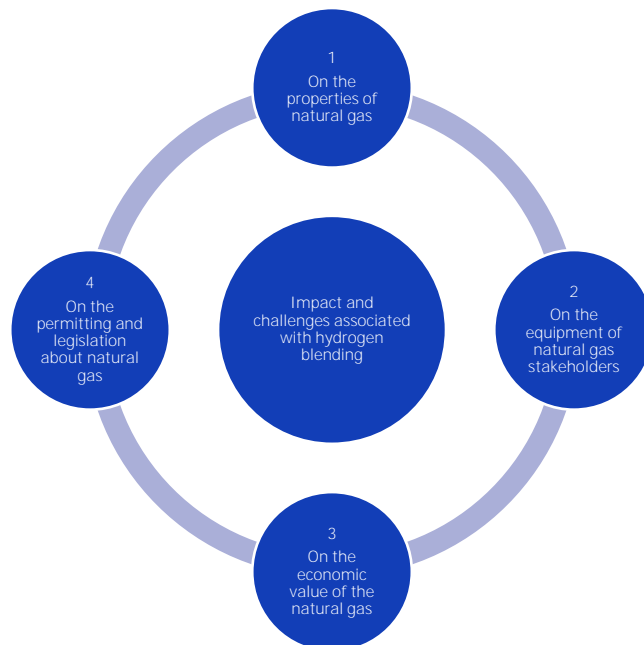 1
On the
properties of
natural gas
Impact and
challenges associated
with hydrogen
blending
2
On the
equipment of
natural gas
stakeholders
3
On the
economic
value of the
natural gas
4
On the
permitting and
legislation
about natural
gas